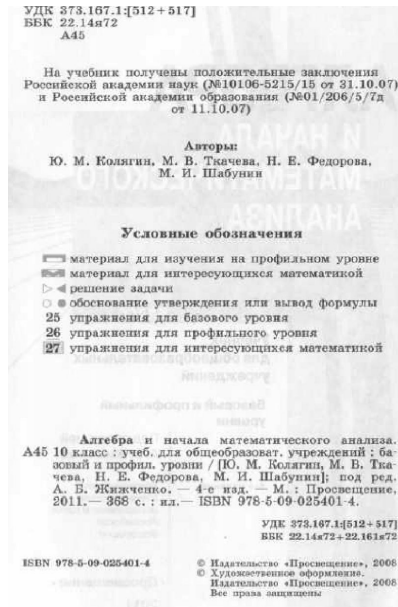 УДК 373.167.1:[512+517]
ББК 22.14я72
А45
На учебник получены положительные заключения
Российской академии наук (№10106-5215/15 от 31.10.07)
и Российской академии образования (№01/206/5/7д
от 11.10.07)
Авторы:
Ю. М. Колягин, М. В. Ткачева, Н. Е. Федорова,
М. И. Шабунин
Условные обозначения
материал для изучения на профильном уровне
материал для интересующихся математикой
решение задачи
обоснование утверждения или вывод формулы
25 упражнения для базового уровня
26 упражнения для профильного уровня
27 упражнения для интересующихся математикой
Алгебра и начала математического анализа.
А45 10 класс : учеб. для общеобразоват. учреждений : ба-
зовый и профил. уровни / [Ю. М. Колягин, М. В. Тка-
чева, Н. Е. Федорова, М. И. Шабунин]; под ред.
А. Б. Жижченко. — 4-е изд. — М. : Просвещение,
2011.— 368 с. : ил.— ISBN 978-5-09-025401-4.
УДК 373.167.1:[512+517]
ББК 22.14я72+22.161я72
ISBN 978-5-09-025401-4
© Издательство «Просвещение», 2008
© Художественное оформление.
Издательство «Просвещение», 2008
Все права защищены